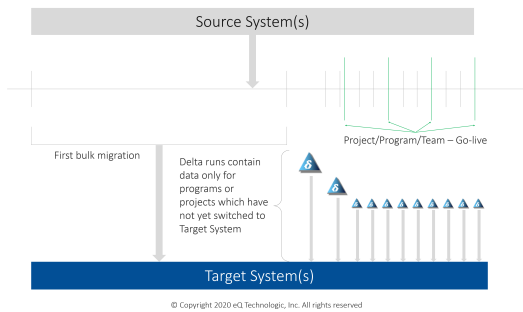 Source System(s)
Project/Program/Team – Go-live
First bulk migration
Delta runs contain
data only for
programs or
projects which have
not yet switched to
Target System
δ
δ
δ δ δ δ δ δ δ δ δ
Target System(s)
© Copyright 2020 eQ Technologic, Inc. All rights reserved